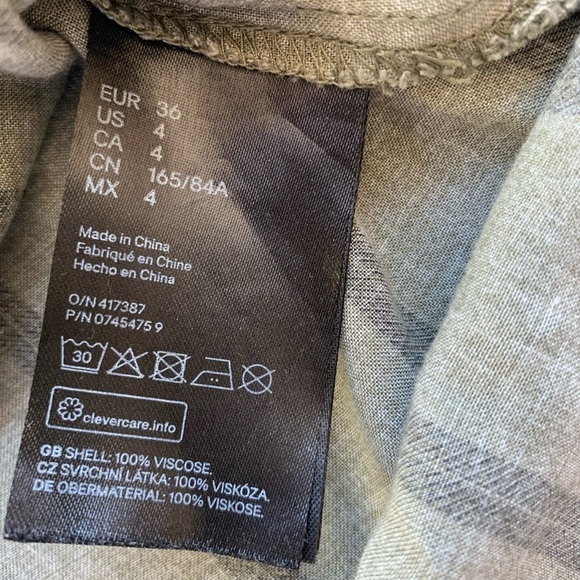 EUR 36
US 4
CA 4
CN 165/84A
MX 4
Made in China
Fabriqué en Chine
Hecho en China
O/N 417387
P/N 0745475 9
30
clevercare.info
GB SHELL: 100% VISCOSE.
CZ SVRCHNÍ LÁTKA: 100% VISKÓZA.
DE OBERMATERIAL: 100% VISKOSE.